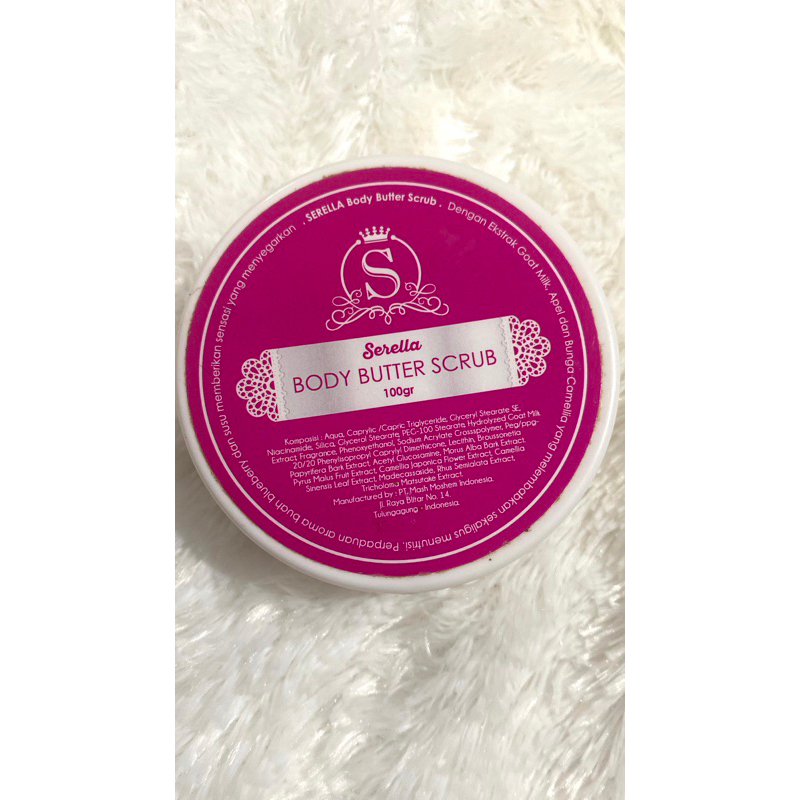 . SERELLA Body Butter Scrub . Dengan Ekstrak Goat Milk, Apel dan Bunga Camellia yang melembabkan sekaligus menutrisi. Perpaduan aroma buah blueberry dan susu memberikan sensasi yang menyegarkan
S
Serella
BODY BUTTER SCRUB
100gr
Komposisi : Aqua, Caprylic /Capric Triglyceride, Glyceryl Stearate SE,
Niacinamide, Silica, Glycerol Stearate, PEG-100 Stearate, Hydrolyzed Goat Milk
Extract, Fragrance, Phenoxyethanol, Sodium Acrylate Crosspolymer, Peg/ppg-
20/20 Phenylisopropyl Caprylyl Dimethicone, Lecithin, Broussonetia
Papyrifera Bark Extract, Acetyl Glucosamine, Morus Alba Bark Extract,
Pyrus Malus Fruit Extract, Camellia Japonica Flower Extract, Camellia
Sinensis Leaf Extract, Madecassoside, Rhus Semialata Extract,
Tricholoma Matsutake Extract.
Manufactured by : PT. Mash Moshem Indonesia.
Jl. Raya Blitar No. 14.
Tulungagung - Indonesia.